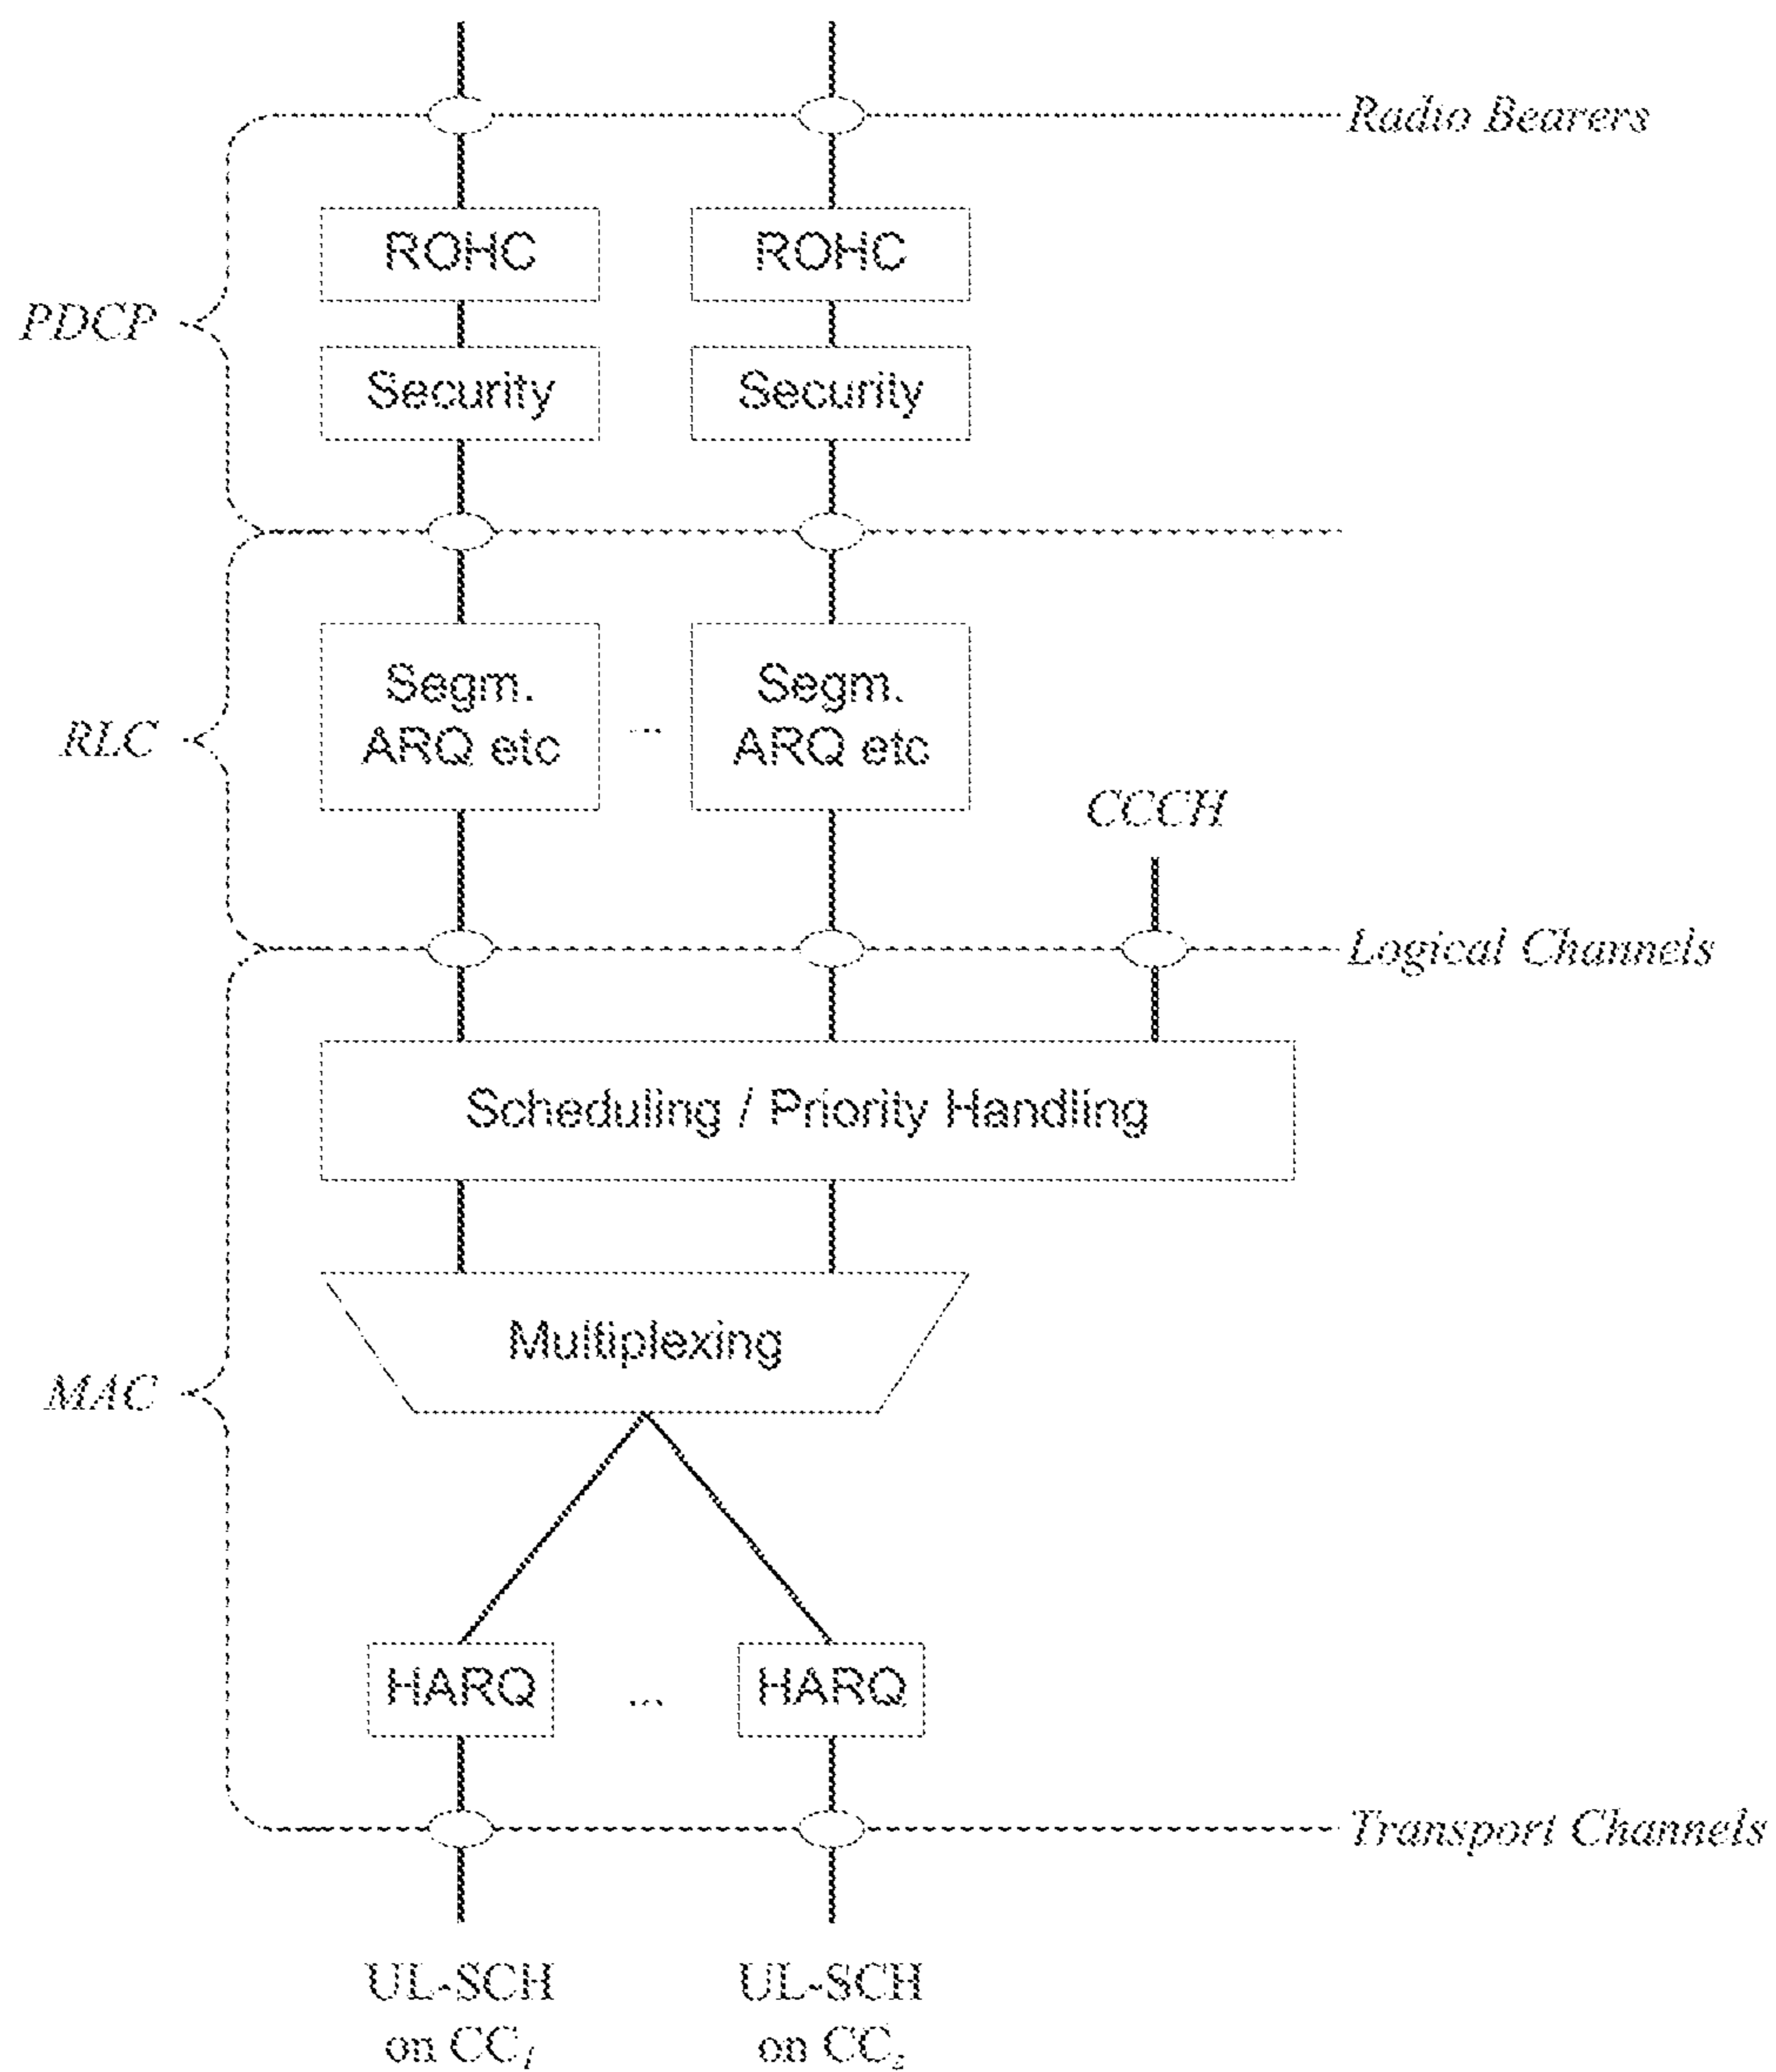 Radio Bearers
ROHC ROHC
PDCP
Security Security
Segm. Segm.
RLC
ARQ etc ... ARQ etc
CCCH
Logical Channels
Scheduling / Priority Handling
Multiplexing
MAC
HARQ ... HARQ
Transport Channels
UL-SCH UL-SCH
on CC₁ on CC